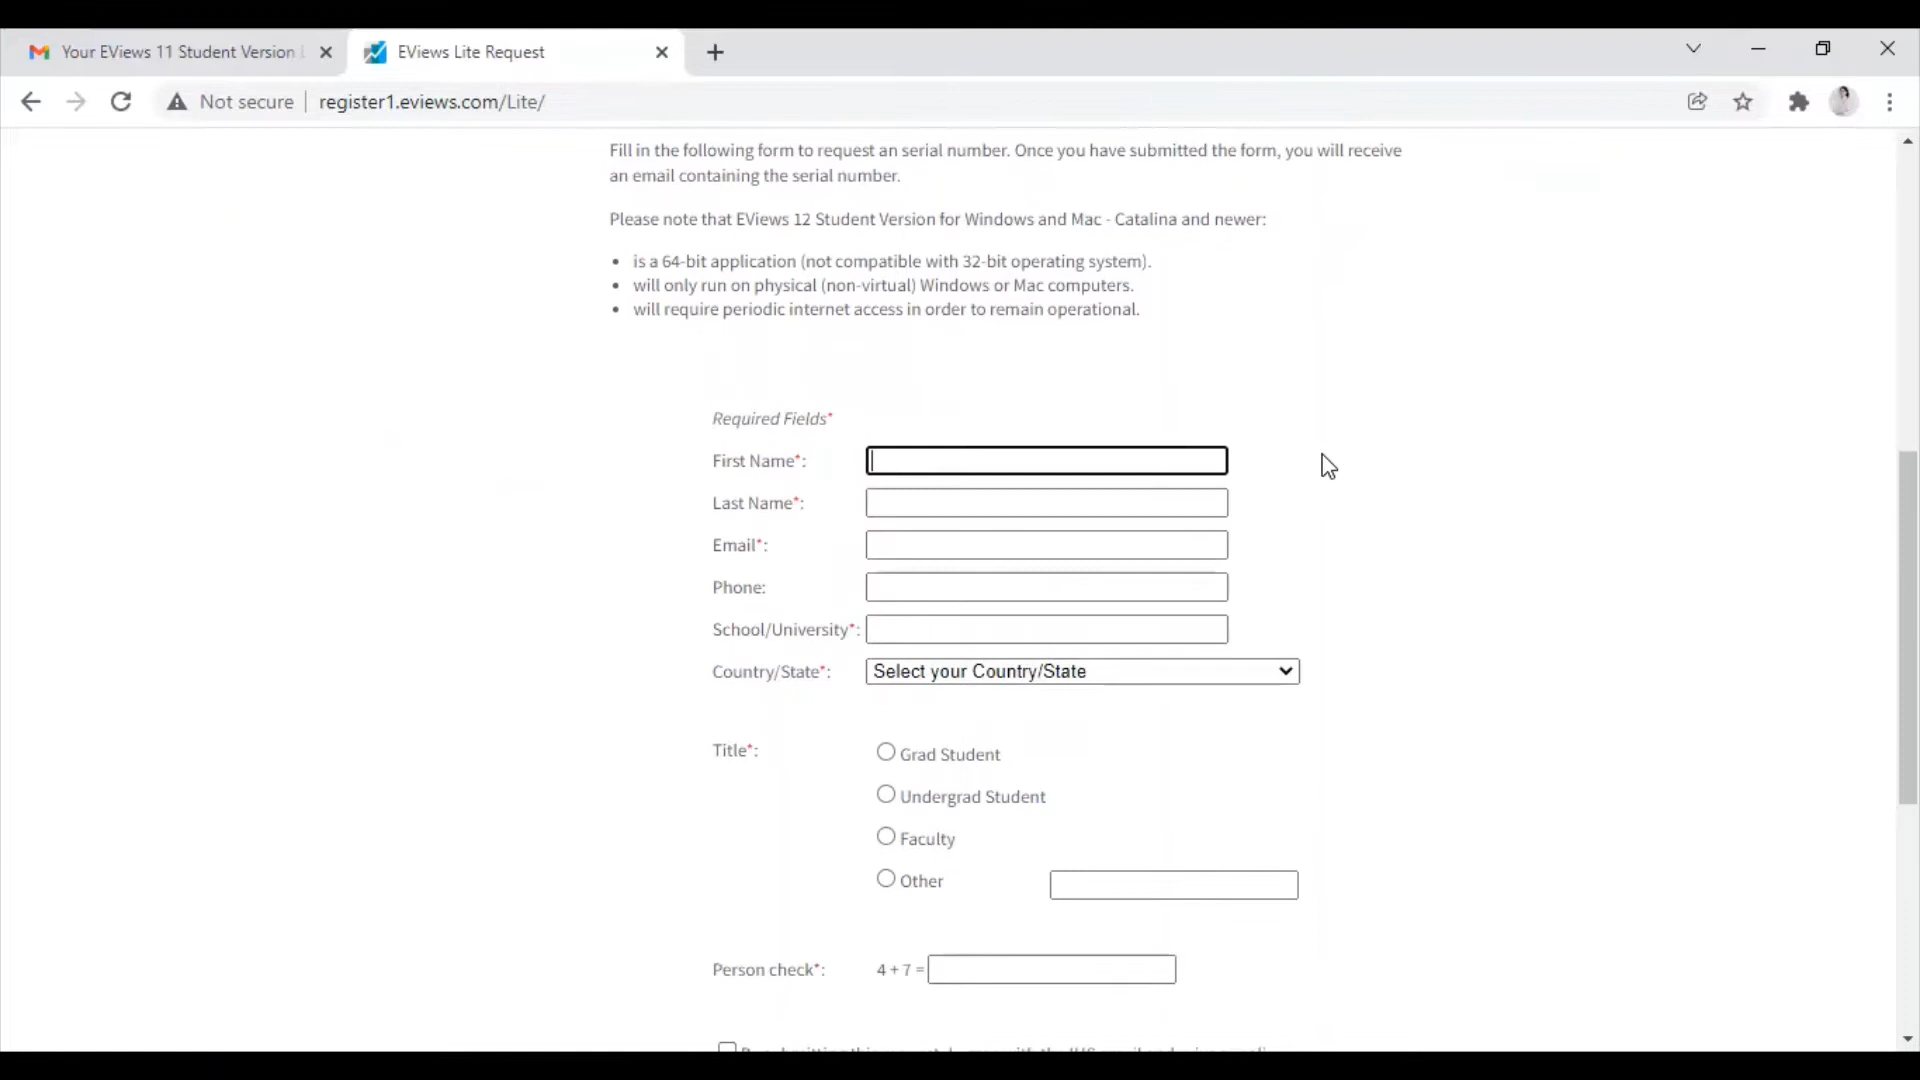 Your EViews 11 Student Version
EViews Lite Request
Not secure register1.eviews.com/Lite/
Fill in the following form to request an serial number. Once you have submitted the form, you will receive
an email containing the serial number.
Please note that EViews 12 Student Version for Windows and Mac - Catalina and newer:
• is a 64-bit application (not compatible with 32-bit operating system).
• will only run on physical (non-virtual) Windows or Mac computers.
• will require periodic internet access in order to remain operational.
Required Fields*
First Name*:
Last Name*:
Email*:
Phone:
School/University*:
Country/State*: Select your Country/State
Title*:
Grad Student
Undergrad Student
Faculty
Other
Person check*: 4 + 7 =